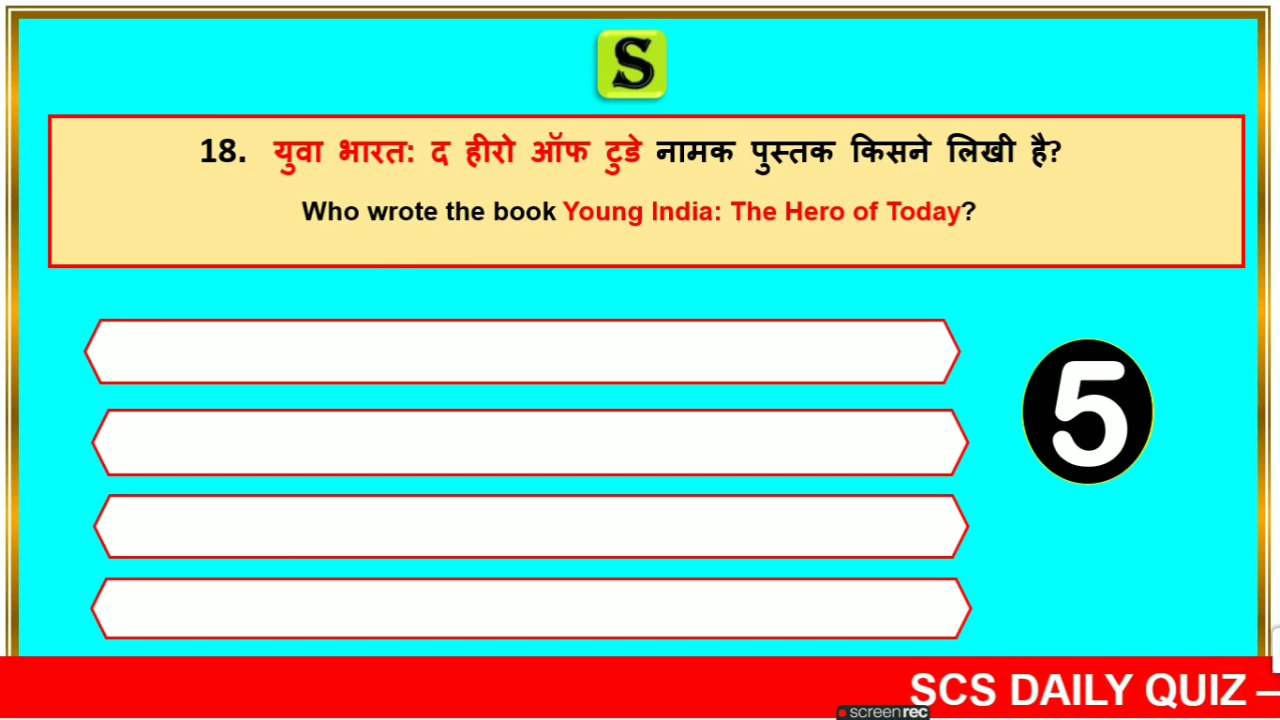 S
18. युवा भारत: द हीरो ऑफ टुडे नामक पुस्तक किसने लिखी है?
Who wrote the book Young India: The Hero of Today?
5
SCS DAILY QUIZ –
screenrec